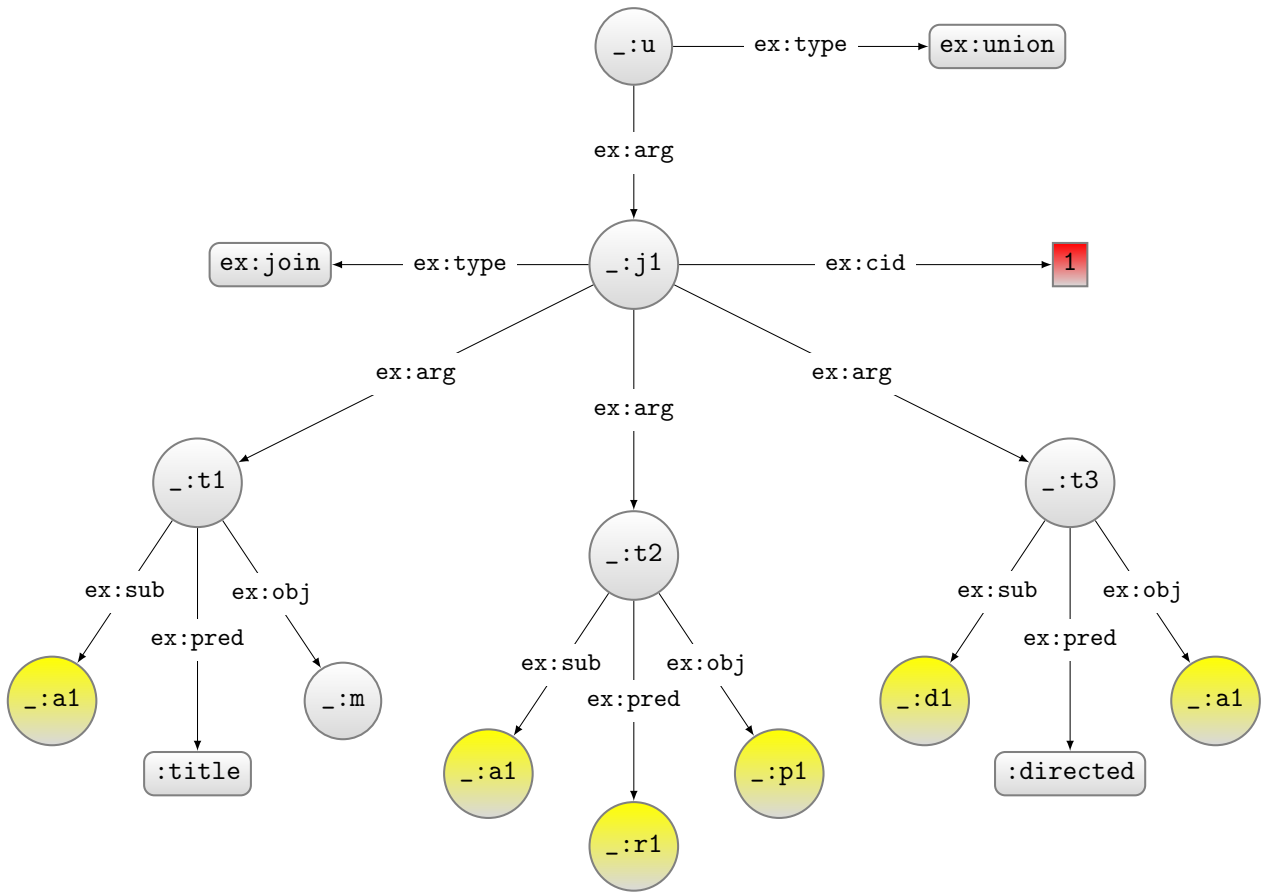 _:u ex:type ex:union
ex:arg
ex:join ex:type _:j1 ex:cid 1
ex:arg ex:arg
ex:arg
_:t1 _:t3
_:t2
ex:sub ex:obj ex:sub ex:obj
ex:pred ex:pred
ex:sub ex:obj
ex:pred
_:a1 _:m _:d1 _:a1
:title _:a1 _:p1 :directed
_:r1